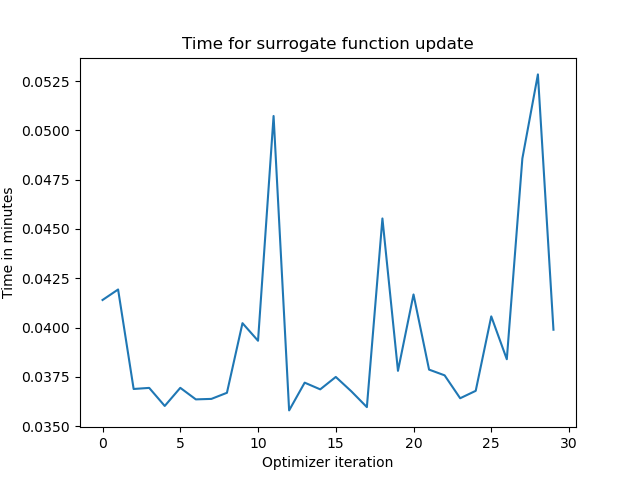 Time for surrogate function update
0.0525
0.0500
0.0475
0.0450
0.0425
0.0400
0.0375
0.0350
Time in minutes
0 5 10 15 20 25 30
Optimizer iteration